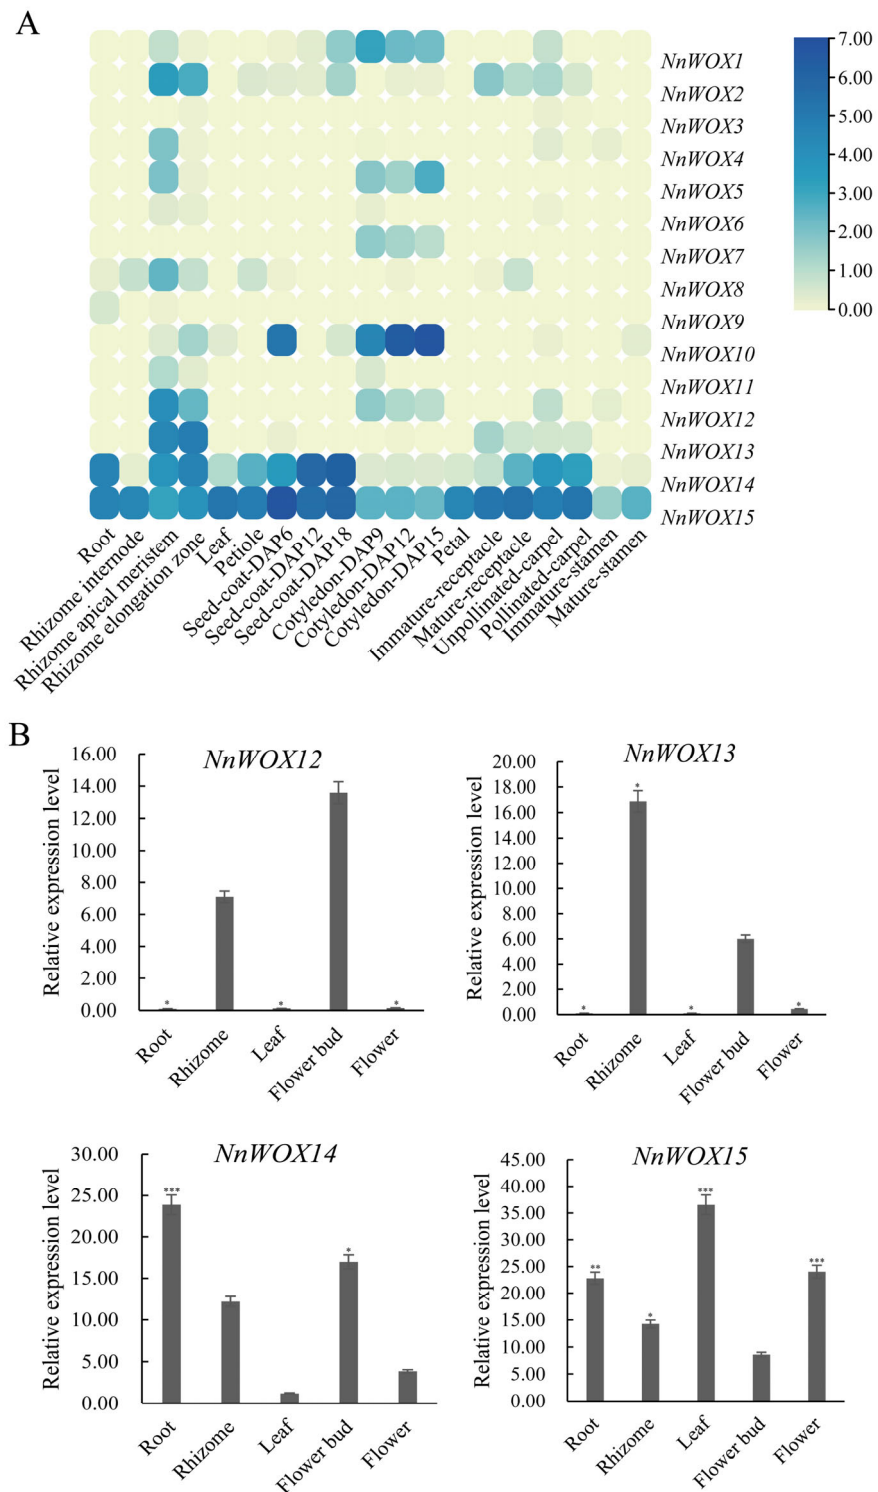 A
7.00
6.00
5.00
4.00
3.00
2.00
1.00
0.00
NnWOX1
NnWOX2
NnWOX3
NnWOX4
NnWOX5
NnWOX6
NnWOX7
NnWOX8
NnWOX9
NnWOX10
NnWOX11
NnWOX12
NnWOX13
NnWOX14
NnWOX15
Root
Rhizome internode
Rhizome apical meristem
Rhizome elongation zone
Leaf
Petiole
Seed-coat-DAP6
Seed-coat-DAP12
Seed-coat-DAP18
Cotyledon-DAP9
Cotyledon-DAP12
Cotyledon-DAP15
Petal
Immature-receptacle
Mature-receptacle
Unpollinated-carpel
Pollinated-carpel
Immature-stamen
Mature-stamen
B
NnWOX12
Relative expression level
16.00
14.00
12.00
10.00
8.00
6.00
4.00
2.00
0.00
*
*
*
Root
Rhizome
Leaf
Flower bud
Flower
NnWOX13
Relative expression level
20.00
18.00
16.00
14.00
12.00
10.00
8.00
6.00
4.00
2.00
0.00
*
*
*
*
Root
Rhizome
Leaf
Flower bud
Flower
NnWOX14
Relative expression level
30.00
25.00
20.00
15.00
10.00
5.00
0.00
***
*
Root
Rhizome
Leaf
Flower bud
Flower
NnWOX15
Relative expression level
45.00
40.00
35.00
30.00
25.00
20.00
15.00
10.00
5.00
0.00
**
*
***
***
Root
Rhizome
Leaf
Flower bud
Flower